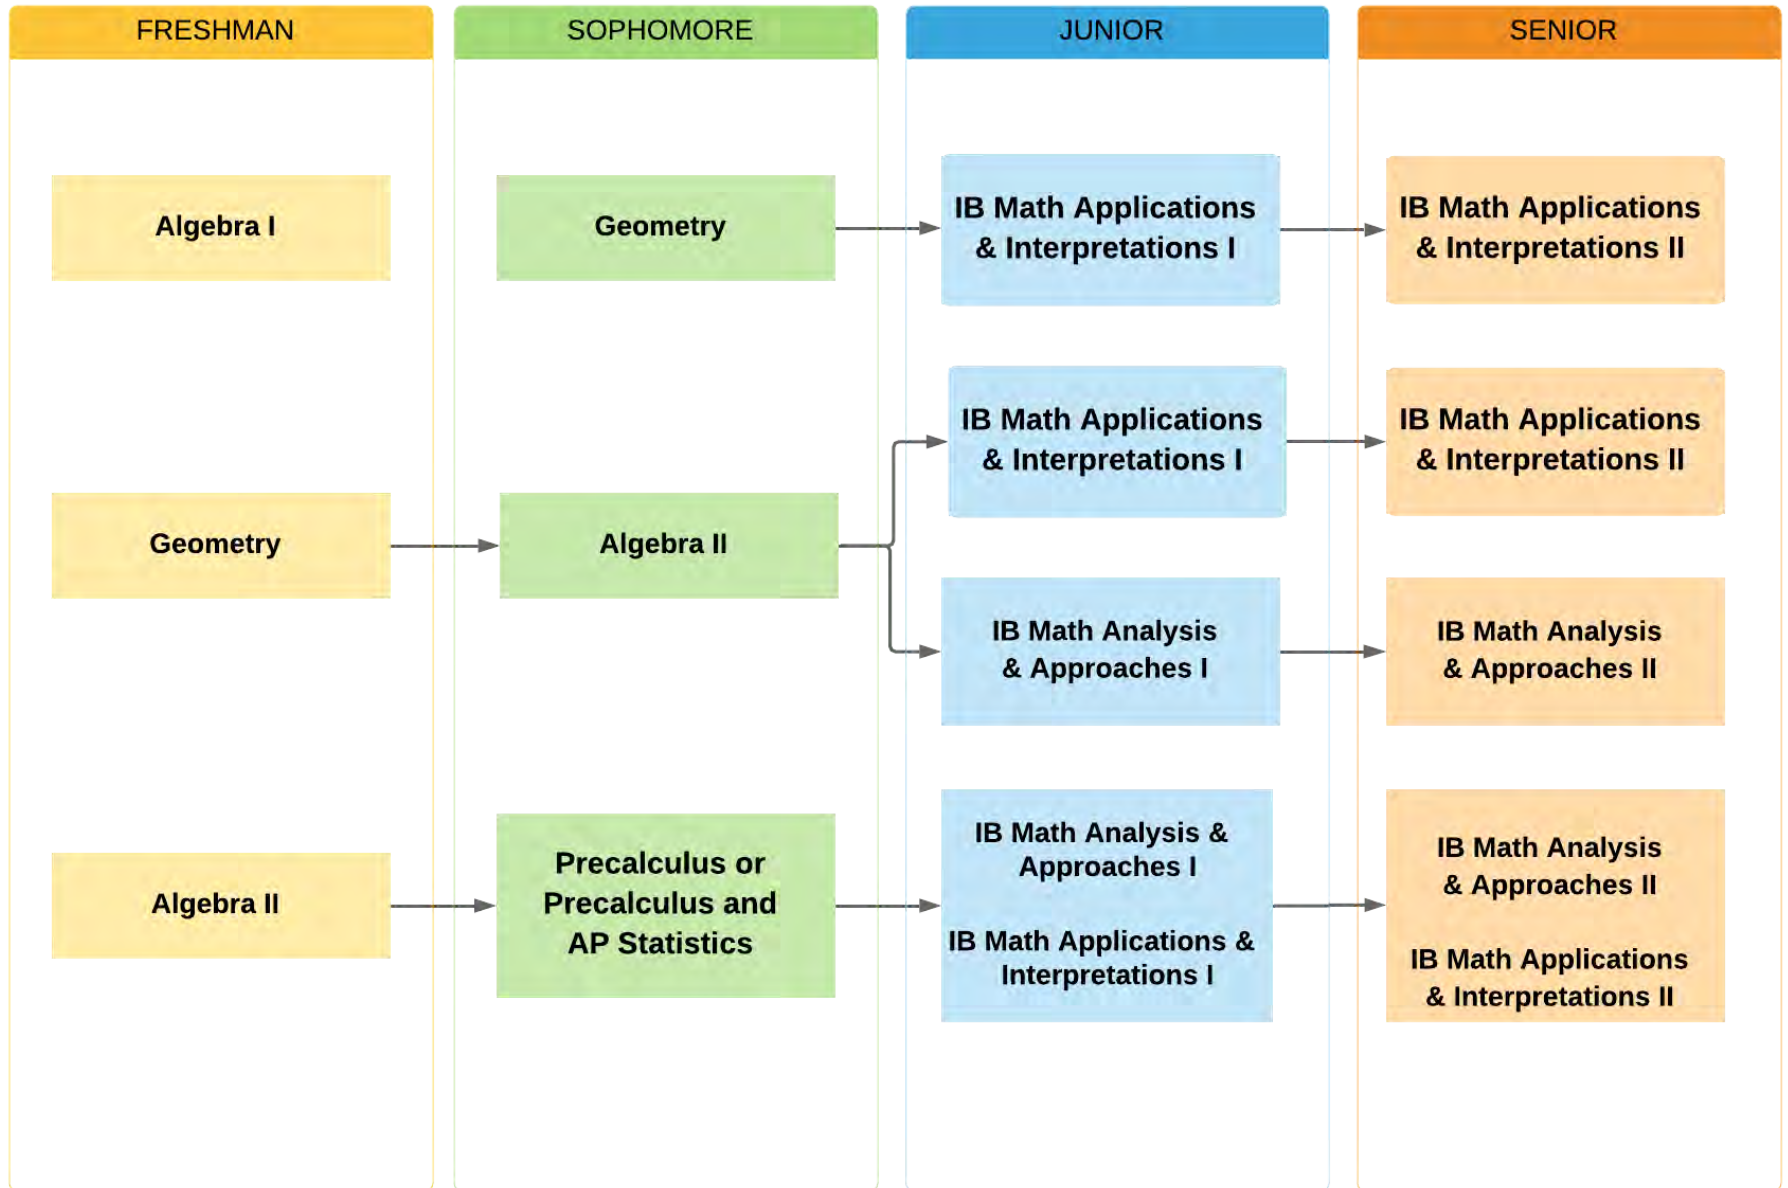 FRESHMAN
SOPHOMORE
JUNIOR
SENIOR
Algebra I
Geometry
IB Math Applications
& Interpretations I
IB Math Applications
& Interpretations II
Geometry
Algebra II
IB Math Applications
& Interpretations I
IB Math Applications
& Interpretations II
IB Math Analysis
& Approaches I
IB Math Analysis
& Approaches II
Algebra II
Precalculus or
Precalculus and
AP Statistics
IB Math Analysis &
Approaches I
IB Math Applications &
Interpretations I
IB Math Analysis
& Approaches II
IB Math Applications
& Interpretations II